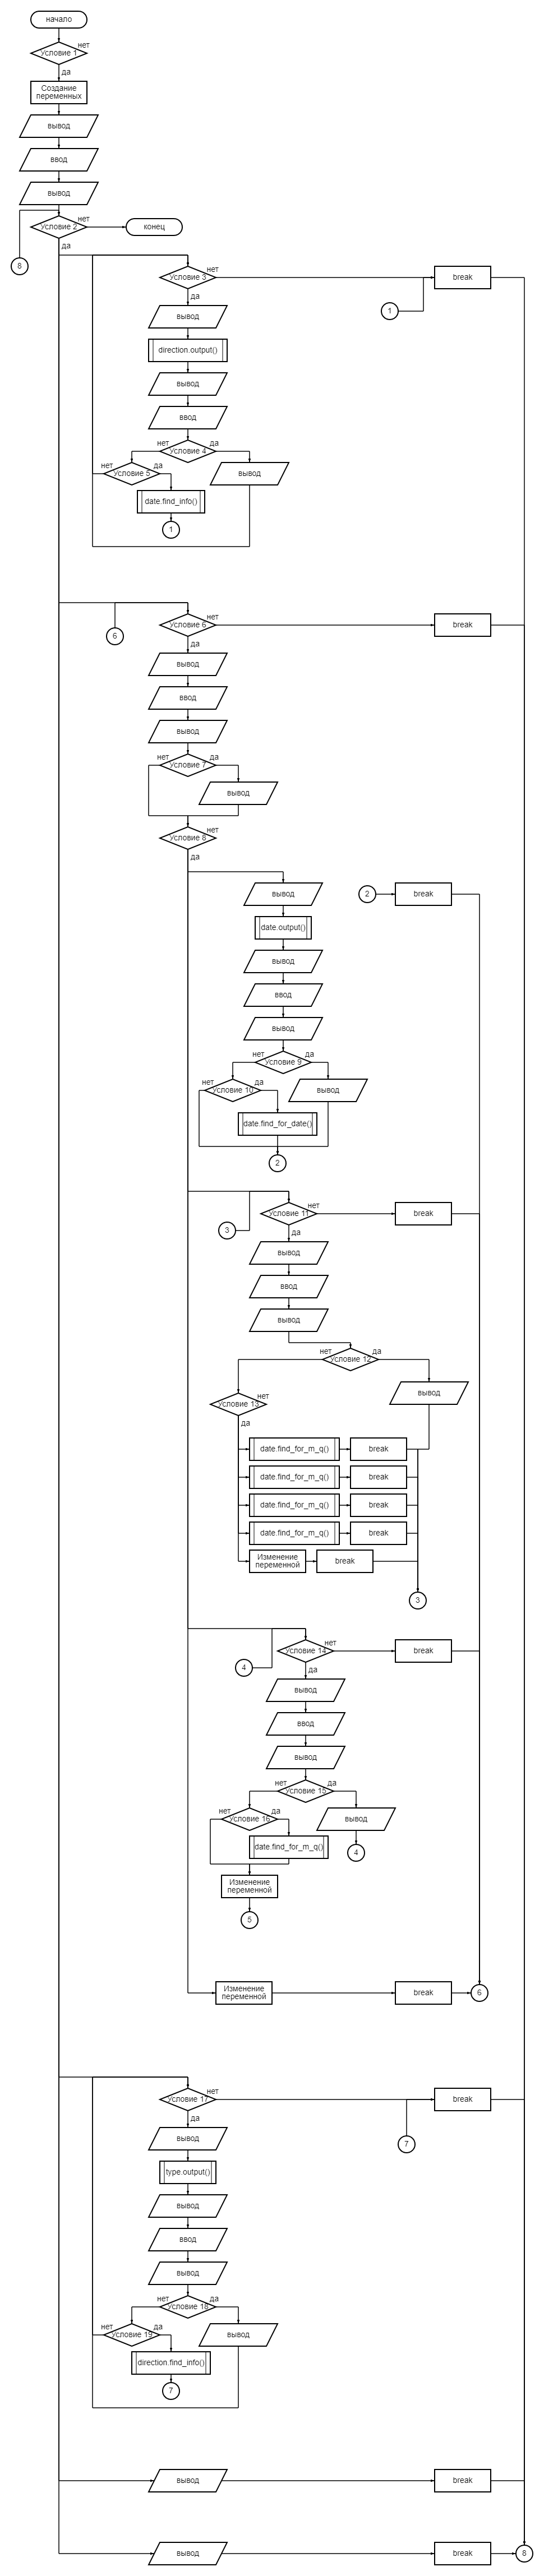 начало
Условие 1
нет
да
Создание
переменных
вывод
ввод
вывод
Условие 2
нет
да
конец
8
Условие 3
нет
да
break
1
вывод
direction.output()
вывод
ввод
Условие 4
нет
да
Условие 5
нет
да
вывод
date.find_info()
1
Условие 6
нет
да
break
6
вывод
ввод
вывод
Условие 7
нет
да
вывод
Условие 8
нет
да
вывод
2
break
date.output()
вывод
ввод
вывод
Условие 9
нет
да
Условие 10
нет
да
вывод
date.find_for_date()
2
Условие 11
нет
да
break
3
вывод
ввод
вывод
Условие 12
нет
да
вывод
Условие 13
нет
да
date.find_for_m_q()
break
date.find_for_m_q()
break
date.find_for_m_q()
break
date.find_for_m_q()
break
Изменение
переменной
break
3
Условие 14
нет
да
break
4
вывод
ввод
вывод
Условие 15
нет
да
Условие 16
нет
да
вывод
date.find_for_m_q()
4
Изменение
переменной
5
Изменение
переменной
break
6
Условие 17
нет
да
break
7
вывод
type.output()
вывод
ввод
вывод
Условие 18
нет
да
Условие 19
нет
да
вывод
direction.find_info()
7
вывод
break
вывод
break
8